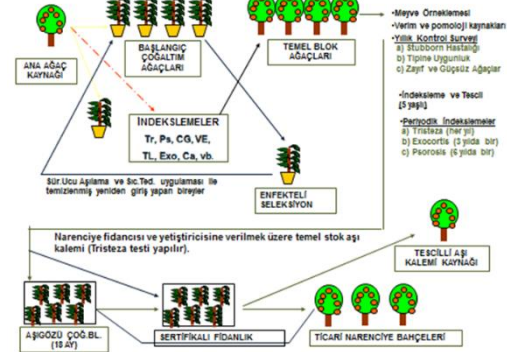 •Meyve Örneklemesi
•Verim ve pomoloji kaynakları
•Yıllık Kontrol Surveyi
a) Stubborn Hastalığı
b) Tipine Uygunluk
c) Zayıf ve Güçsüz Ağaçlar
•İndeksleme ve Tescil
(5 yaşlı)
•Periyodik İndekslemeler
a) Tristeza (her yıl)
b) Exocortis (3 yılda bir)
c) Psorosis (6 yılda bir)
ANA AĞAÇ
KAYNAĞI
BAŞLANGIÇ
ÇOĞALTIM
AĞAÇLARI
TEMEL BLOK
AĞAÇLARI
İNDEKSLEMELER
Tr, Ps, CG, VE,
TL, Exo, Ca, vb.
Sür.Ucu Aşılama ve Sıc.Ted. uygulaması ile
temizlenmiş yeniden giriş yapan bireyler
ENFEKTELİ
SELEKSİYON
Narenciye fidancısı ve yetiştiricisine verilmek üzere temel stok aşı
kalemi (Tristeza testi yapılır).
TESCİLLİ AŞI
KALEMİ KAYNAĞI
AŞIGÖZÜ ÇOĞ.BL.
(18 AY)
SERTİFİKALI FİDANLIK
TİCARİ NARENCİYE BAHÇELERİ